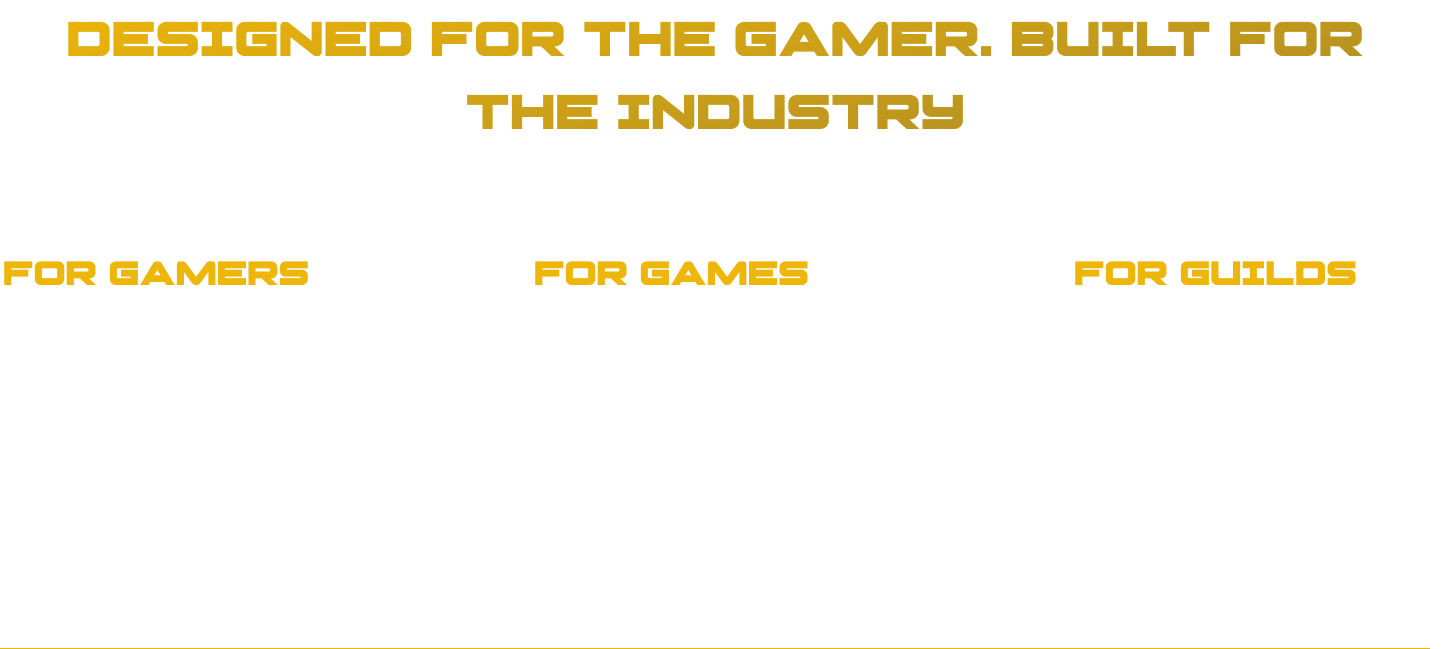 DESIGNED FOR THE GAMER. BUILT FOR
THE INDUSTRY
FOR GAMERS
FOR GAMES
FOR GUILDS